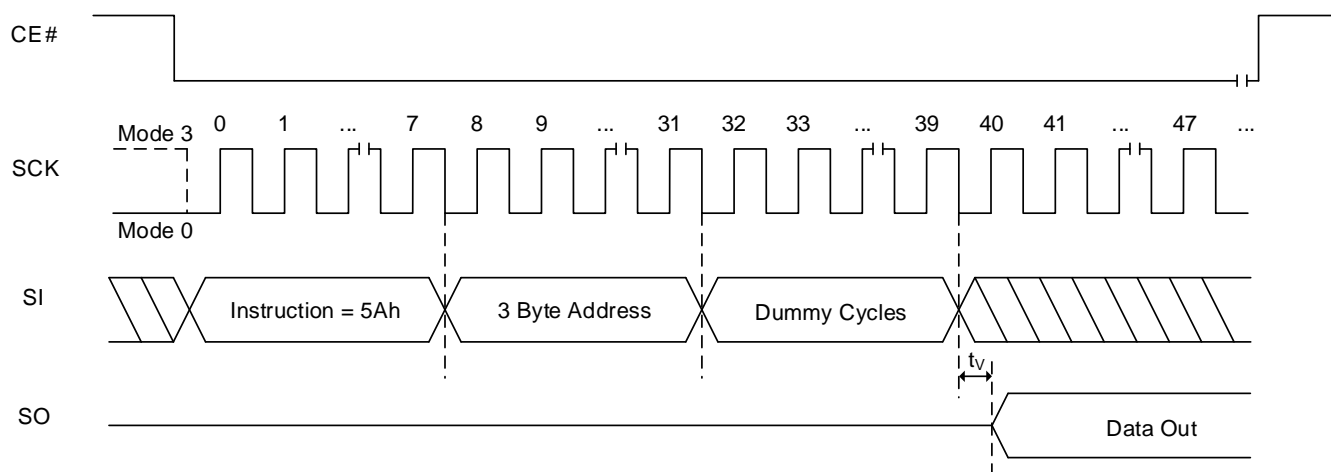 CE#
Mode 3 0 1 ... 7 8 9 ... 31 32 33 ... 39 40 41 ... 47 ...
SCK
Mode 0
SI Instruction = 5Ah 3 Byte Address Dummy Cycles
tV
SO Data Out